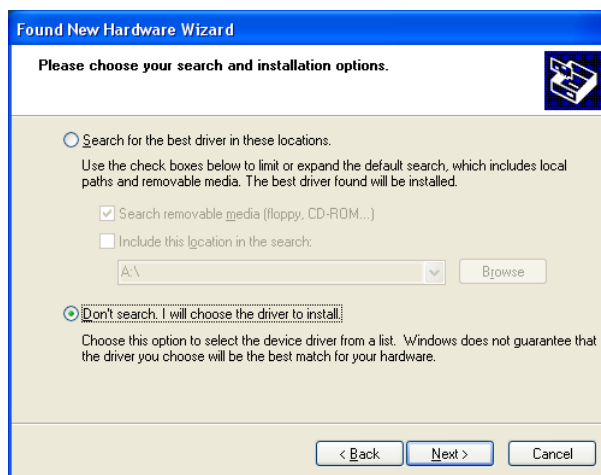 Found New Hardware Wizard
Please choose your search and installation options.
Search for the best driver in these locations.
Use the check boxes below to limit or expand the default search, which includes local
paths and removable media. The best driver found will be installed.
Search removable media (floppy, CD-ROM...)
Include this location in the search:
A:\
Browse
Don't search. I will choose the driver to install.
Choose this option to select the device driver from a list. Windows does not guarantee that
the driver you choose will be the best match for your hardware.
< Back
Next >
Cancel